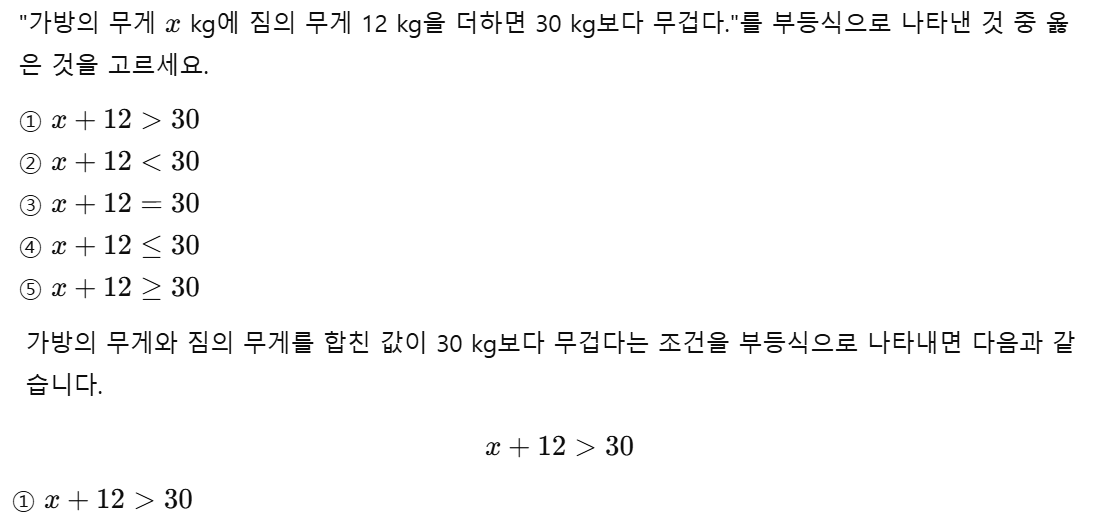 "가방의 무게 x kg에 짐의 무게 12 kg을 더하면 30 kg보다 무겁다."를 부등식으로 나타낸 것 중 옳
은 것을 고르세요.
① x + 12 > 30
② x + 12 < 30
③ x + 12 = 30
④ x + 12 ≤ 30
⑤ x + 12 ≥ 30
가방의 무게와 짐의 무게를 합친 값이 30 kg보다 무겁다는 조건을 부등식으로 나타내면 다음과 같
습니다.
x + 12 > 30
① x + 12 > 30